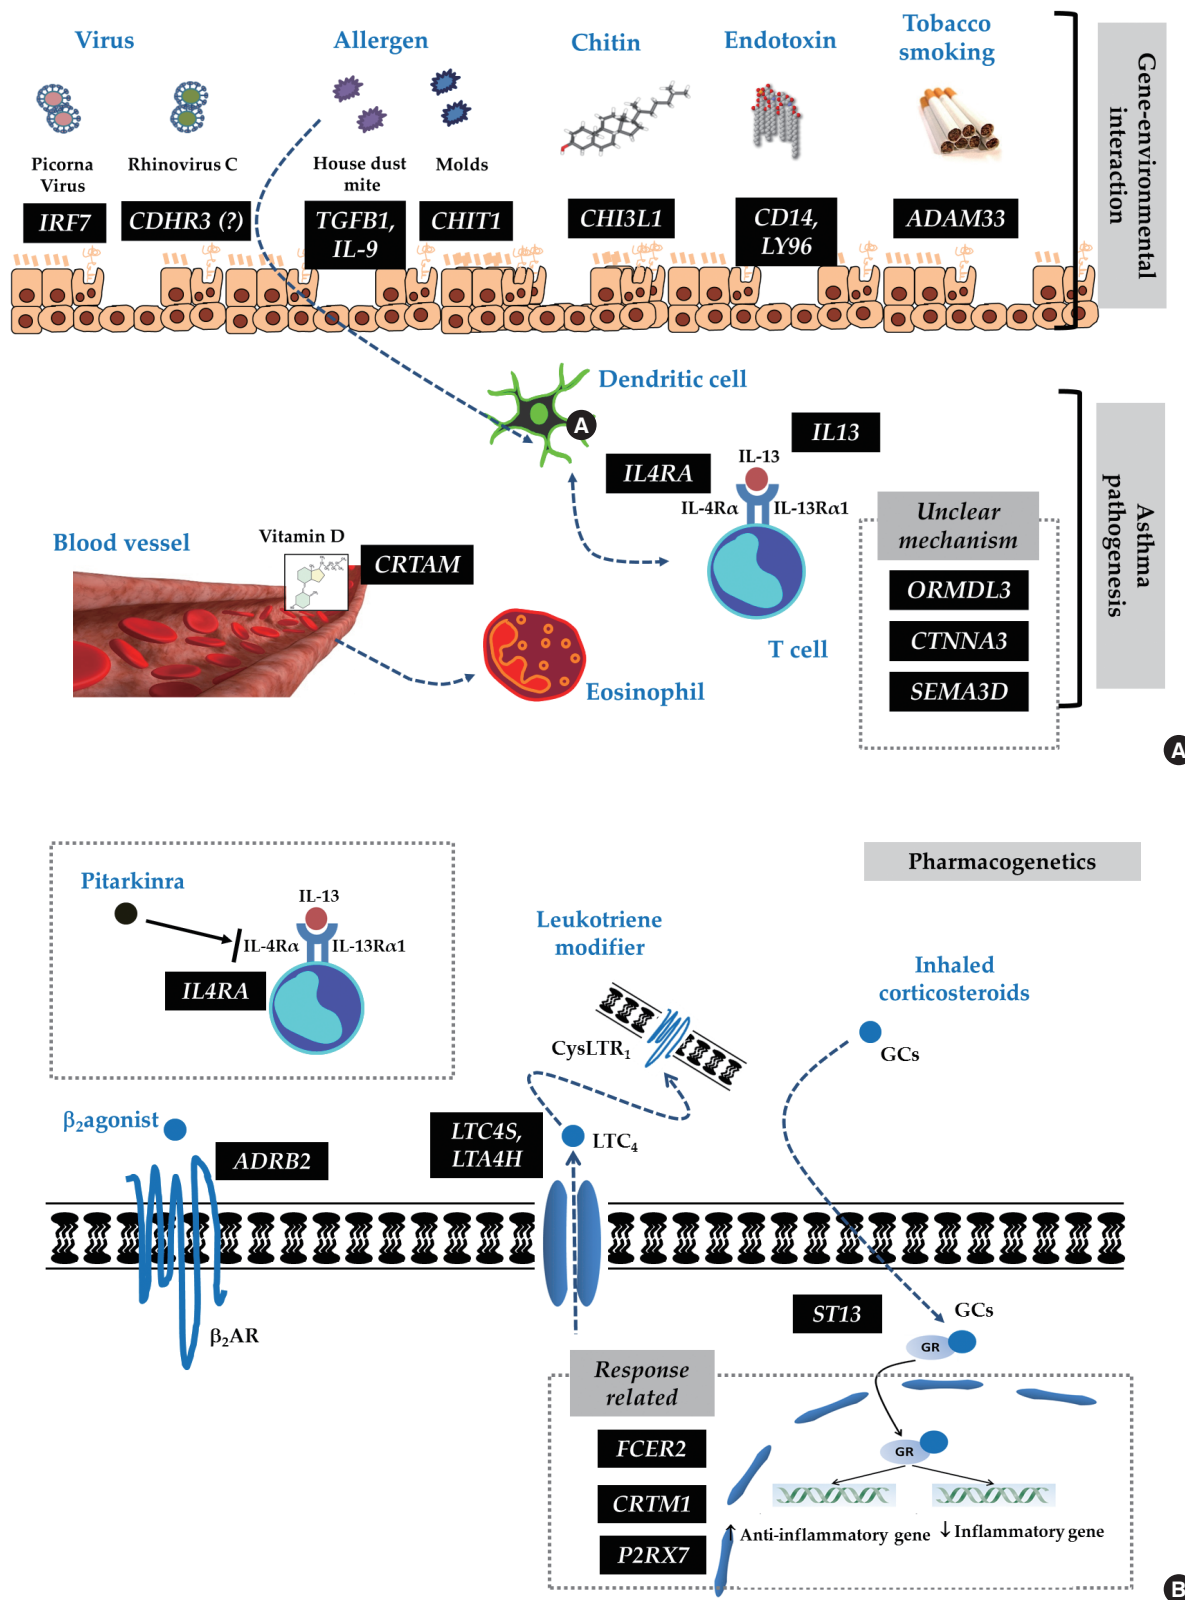 Virus
Allergen
Chitin
Endotoxin
Tobacco
smoking
Gene-environmental
interaction
Picorna
Virus
Rhinovirus C
House dust
mite
Molds
IRF7
CDHR3 (?)
TGFB1,
IL-9
CHIT1
CHI3L1
CD14,
LY96
ADAM33
Dendritic cell
A
IL13
IL4RA
IL-13
IL-4Rα
IL-13Rα1
T cell
Blood vessel
Vitamin D
CRTAM
Eosinophil
Unclear
mechanism
ORMDL3
CTNNA3
SEMA3D
Asthma
pathogenesis
A
Pharmacogenetics
Pitarkinra
IL-13
IL-4Rα
IL-13Rα1
IL4RA
Leukotriene
modifier
CysLTR1
Inhaled
corticosteroids
GCs
β2agonist
ADRB2
LTC4S,
LTA4H
LTC4
β2AR
ST13
GCs
GR
Response
related
FCER2
CRTM1
P2RX7
GR
↑ Anti-inflammatory gene
↓ Inflammatory gene
B